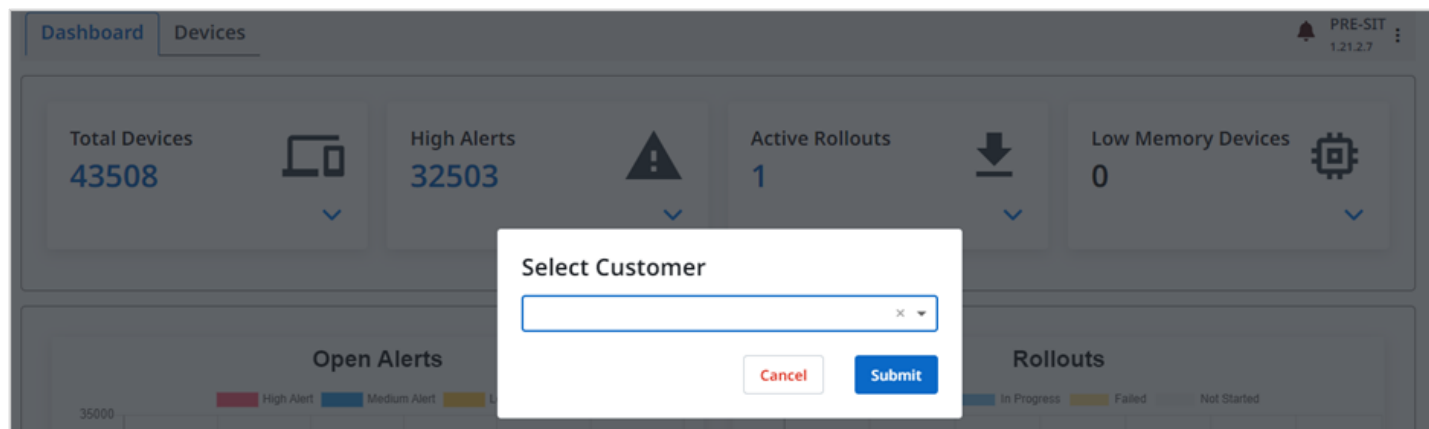 Dashboard Devices PRE-SIT
1.21.2.7
Total Devices High Alerts Active Rollouts Low Memory Devices
43508 32503 1 0
Select Customer
Cancel Submit
Open Alerts Rollouts
High Alert Medium Alert In Progress Failed Not Started
35000